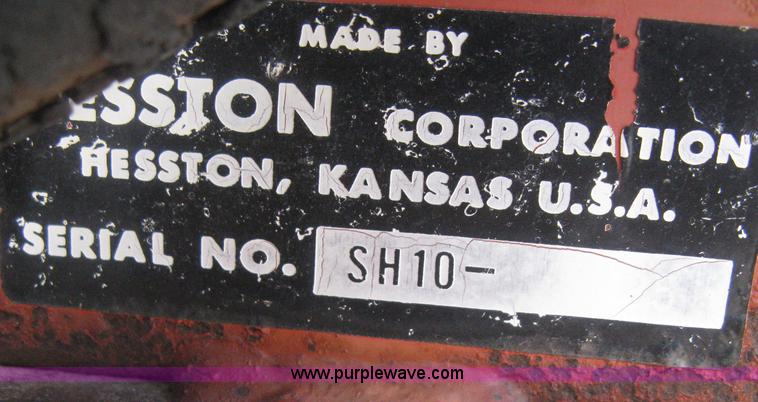 MADE BY
ESSTON CORPORATION
HESSTON, KANSAS U.S.A.
SERIAL NO. SH10-
www.purplewave.com